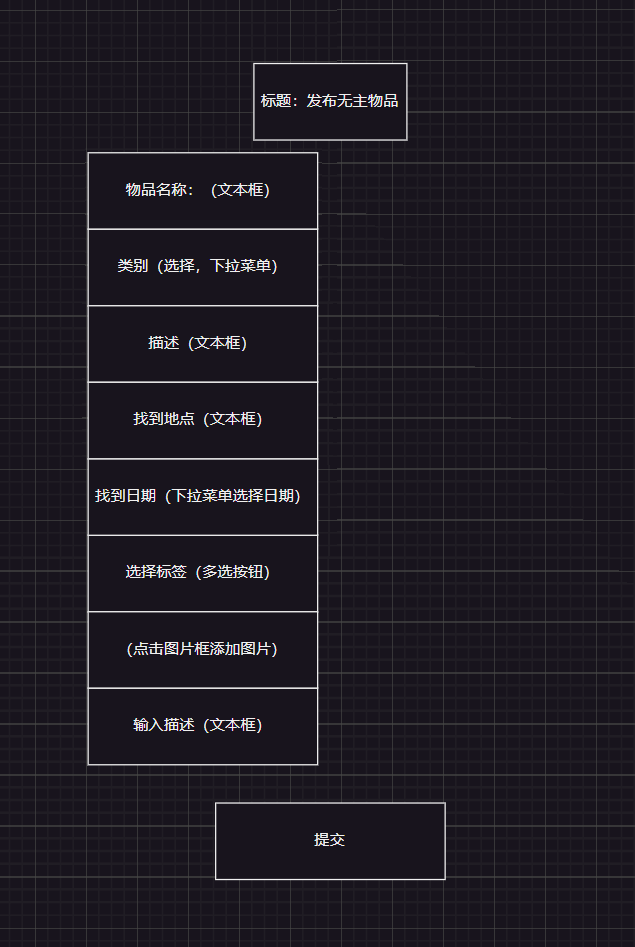 标题：发布无主物品
物品名称：（文本框）
类别（选择，下拉菜单）
描述（文本框）
找到地点（文本框）
找到日期（下拉菜单选择日期）
选择标签（多选按钮）
（点击图片框添加图片）
输入描述（文本框）
提交